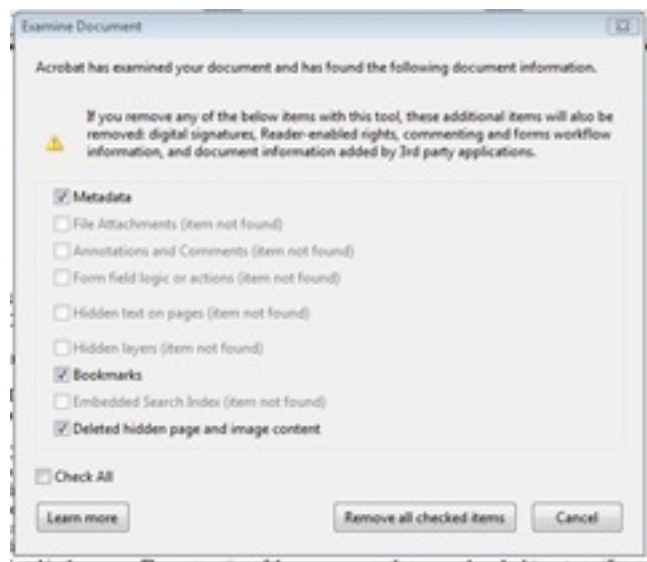 Examine Document
Acrobat has examined your document and has found the following document information.
If you remove any of the below items with this tool, these additional items will also be
removed: digital signatures, Reader-enabled rights, commenting and forms workflow
information, and document information added by 3rd party applications.
Metadata
File Attachments (item not found)
Annotations and Comments (item not found)
Form field logic or actions (item not found)
Hidden text on pages (item not found)
Hidden layers (item not found)
Bookmarks
Embedded Search Index (item not found)
Deleted hidden page and image content
Check All
Learn more Remove all checked items Cancel